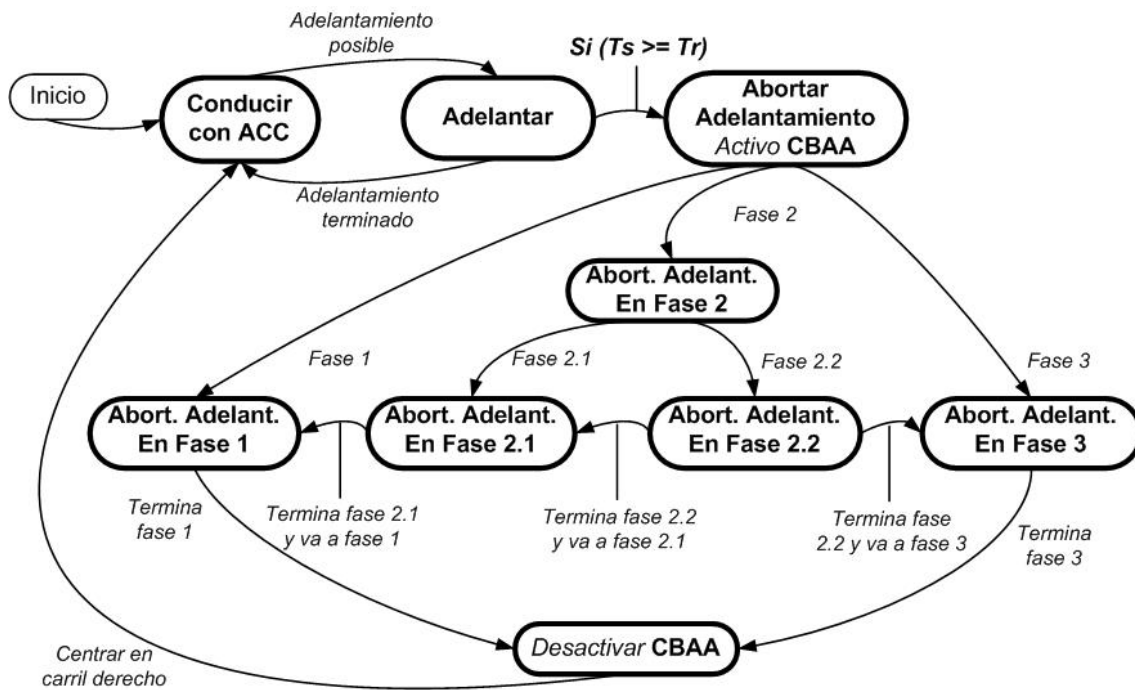 Adelantamiento
posible
Si (Ts >= Tr)
Inicio
Conducir
con ACC
Adelantar
Abortar
Adelantamiento
Activo CBAA
Adelantamiento
terminado
Fase 2
Abort. Adelant.
En Fase 2
Fase 1
Fase 2.1
Fase 2.2
Fase 3
Abort. Adelant.
En Fase 1
Abort. Adelant.
En Fase 2.1
Abort. Adelant.
En Fase 2.2
Abort. Adelant.
En Fase 3
Termina
fase 1
Termina fase 2.1
y va a fase 1
Termina fase 2.2
y va a fase 2.1
Termina fase
2.2 y va a fase 3
Termina
fase 3
Desactivar CBAA
Centrar en
carril derecho